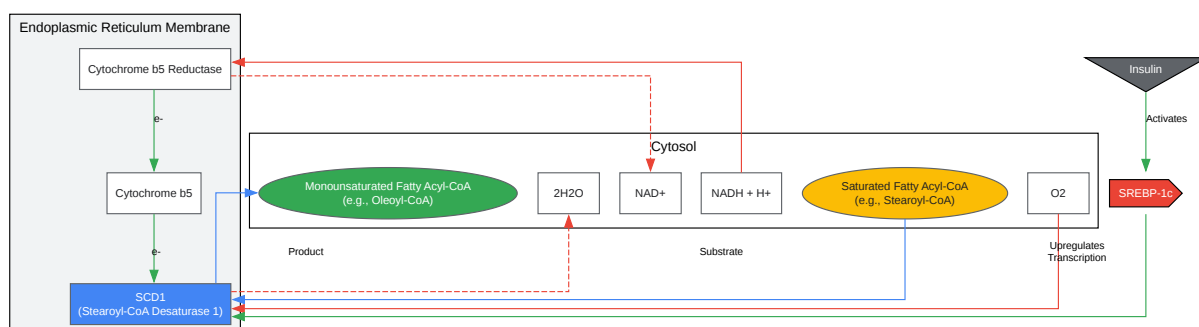 Endoplasmic Reticulum Membrane
Cytochrome b5 Reductase
e-
Cytochrome b5
e-
SCD1
(Stearoyl-CoA Desaturase 1)
Cytosol
Monounsaturated Fatty Acyl-CoA
(e.g., Oleoyl-CoA)
2H2O
NAD+
NADH + H+
Saturated Fatty Acyl-CoA
(e.g., Stearoyl-CoA)
O2
Product
Substrate
Upregulates
Transcription
Insulin
Activates
SREBP-1c